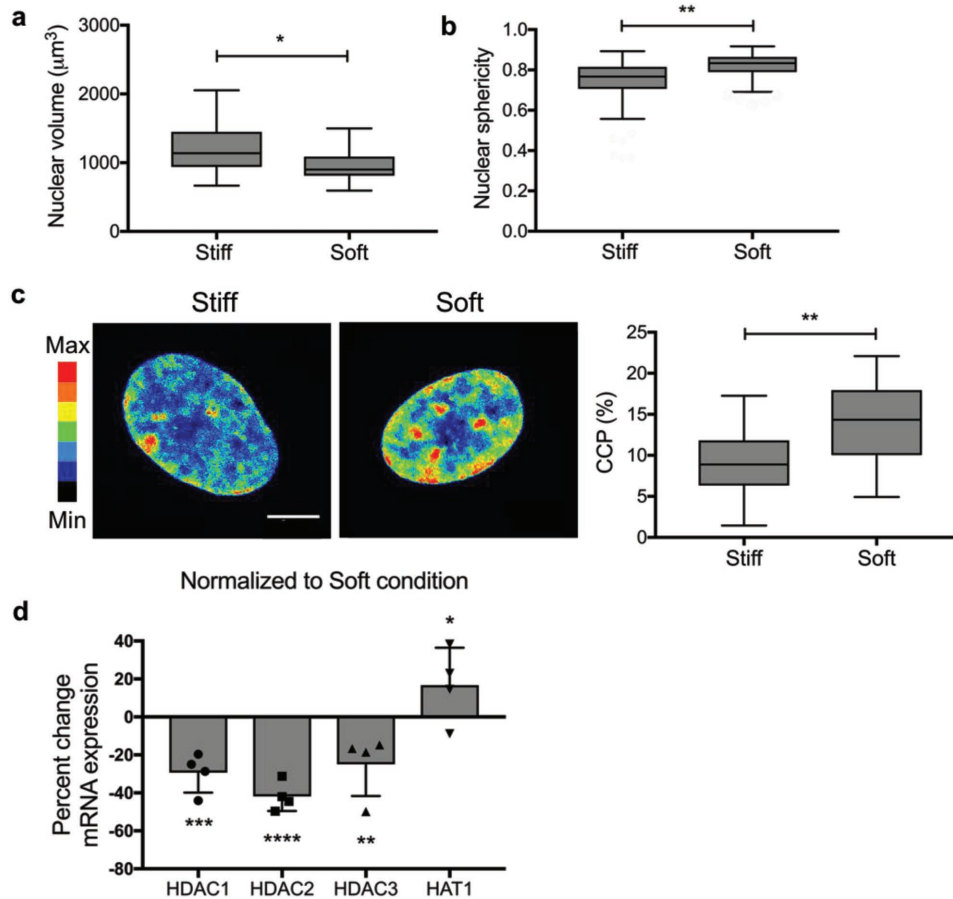 a
Nuclear volume (μm³)
3000
2000
1000
0
*
Stiff
Soft
b
Nuclear sphericity
1.0
0.8
0.6
0.4
0.2
0.0
**
Stiff
Soft
c
Stiff
Soft
Max
Min
CCP (%)
25
20
15
10
5
0
**
Stiff
Soft
Normalized to Soft condition
d
Percent change
mRNA expression
40
20
0
-20
-40
-60
-80
*
***
****
**
HDAC1
HDAC2
HDAC3
HAT1